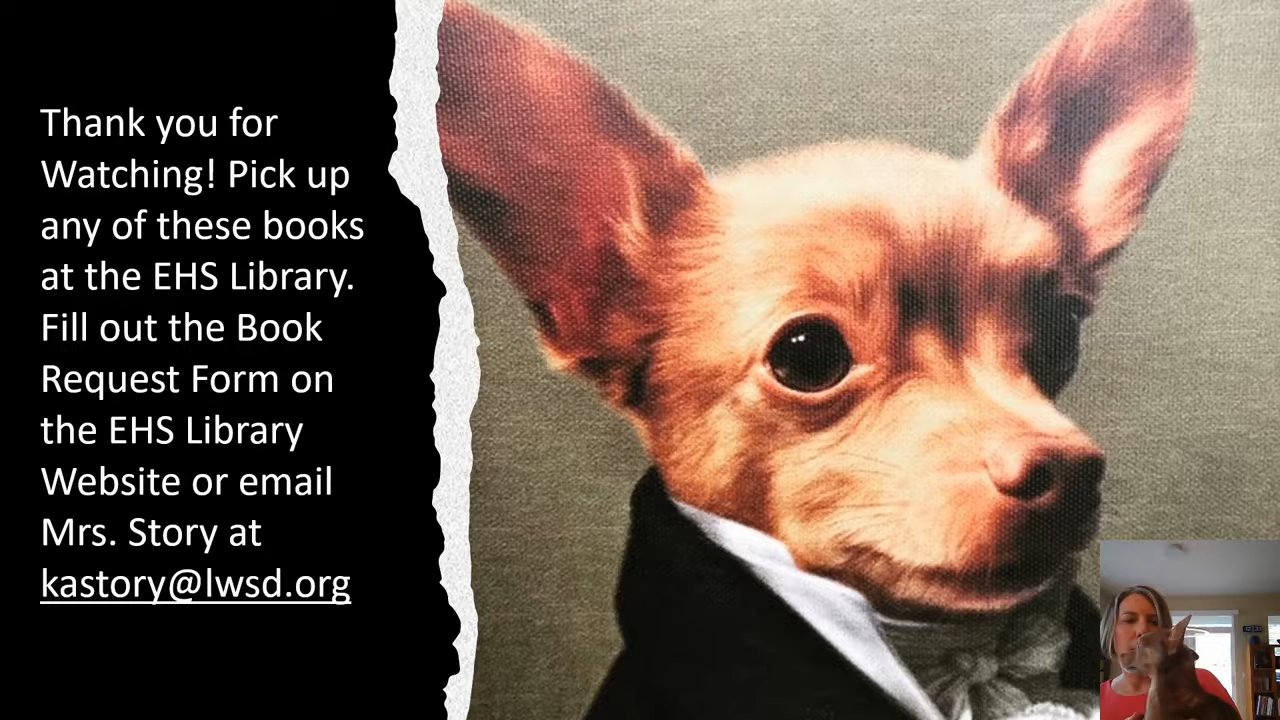 Thank you for
Watching! Pick up
any of these books
at the EHS Library.
Fill out the Book
Request Form on
the EHS Library
Website or email
Mrs. Story at
kastory@lwsd.org